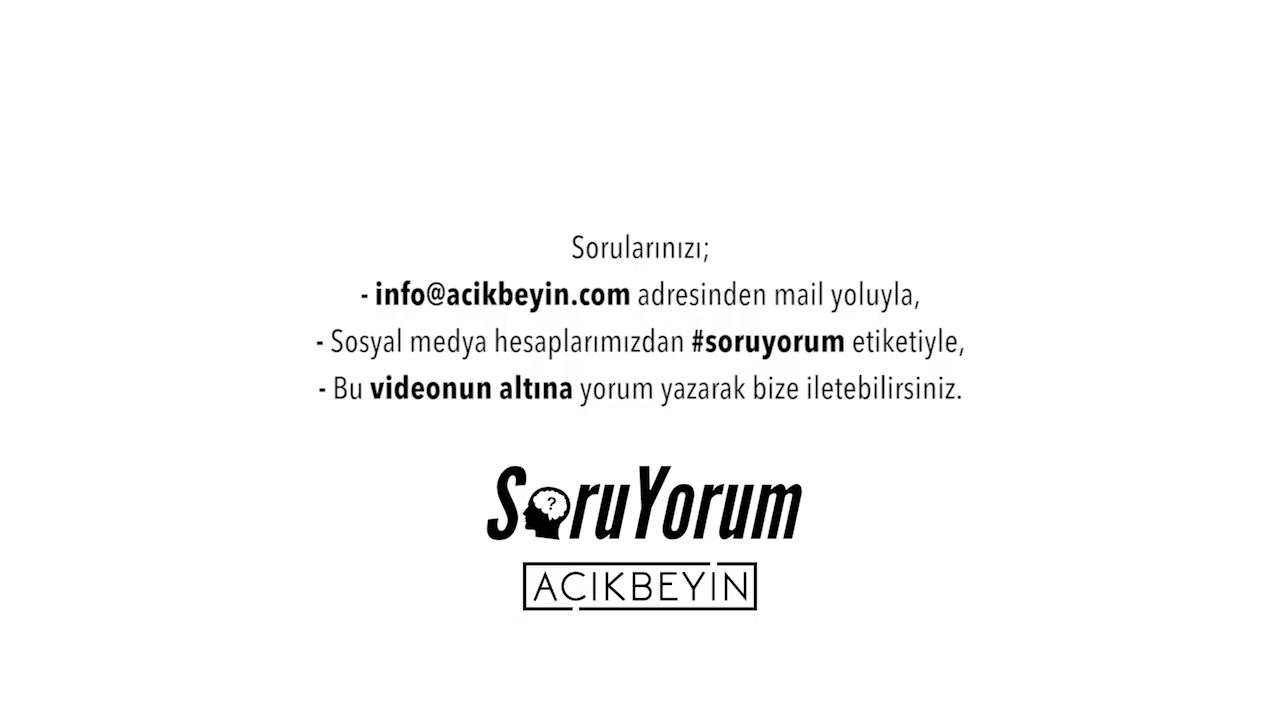 Sorularınızı;
- info@acikbeyin.com adresinden mail yoluyla,
- Sosyal medya hesaplarımızdan #soruyorum etiketiyle,
- Bu videonun altına yorum yazarak bize iletebilirsiniz.
SoruYorum
AÇIKBEYİN